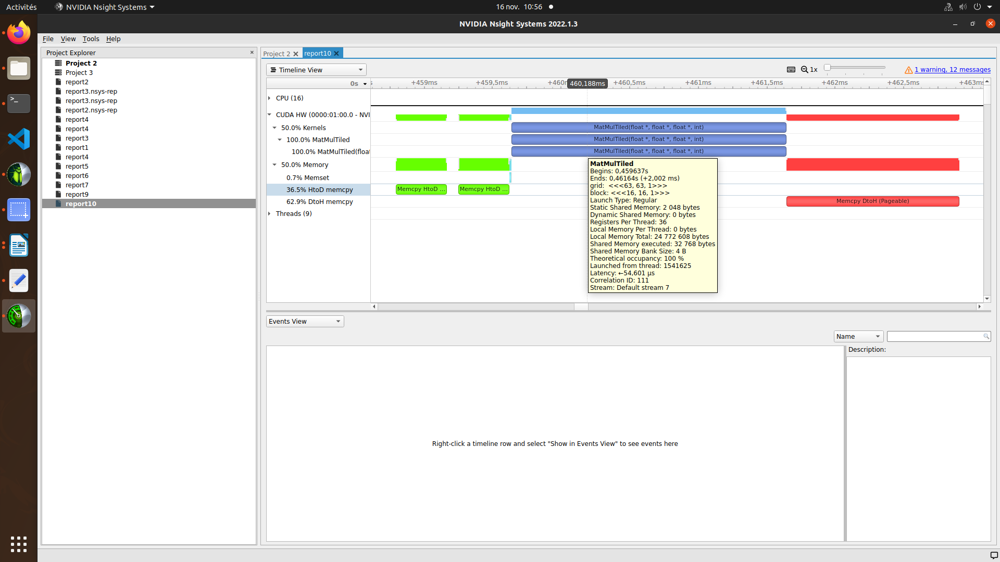 Activités
NVIDIA Nsight Systems
16 nov. 10:56
NVIDIA Nsight Systems 2022.1.3
File View Tools Help
Project Explorer
Project 2
Project 3
report2
report3.nsys-rep
report3.nsys-rep
report2.nsys-rep
report4
report4
report3
report1
report4
report5
report6
report7
report9
report10
Project 2
report10
Timeline View
1x
1 warning, 12 messages
0s
+459ms
+459,5ms
460,188ms
+460,5ms
+461ms
+461,5ms
+462ms
+462,5ms
+463ms
CPU (16)
CUDA HW (0000:01:00.0 - NVI
50.0% Kernels
MatMulTiled(float *, float *, float *, int)
100.0% MatMulTiled
MatMulTiled(float *, float *, float *, int)
100.0% MatMulTiled(float
MatMulTiled(float *, float *, float *, int)
50.0% Memory
0.7% Memset
36.5% HtoD memcpy
Memcpy HtoD ...
Memcpy HtoD ...
62.9% DtoH memcpy
Memcpy DtoH (Pageable)
Threads (9)
MatMulTiled
Begins: 0,459637s
Ends: 0,46164s (+2,002 ms)
grid: <<<63, 63, 1>>>
block: <<<16, 16, 1>>>
Launch Type: Regular
Static Shared Memory: 2 048 bytes
Dynamic Shared Memory: 0 bytes
Registers Per Thread: 36
Local Memory Per Thread: 0 bytes
Local Memory Total: 24 772 608 bytes
Shared Memory executed: 32 768 bytes
Shared Memory Bank Size: 4 B
Theoretical occupancy: 100 %
Launched from thread: 1541625
Latency: ←54,601 μs
Correlation ID: 111
Stream: Default stream 7
Events View
Name
Description:
Right-click a timeline row and select "Show in Events View" to see events here